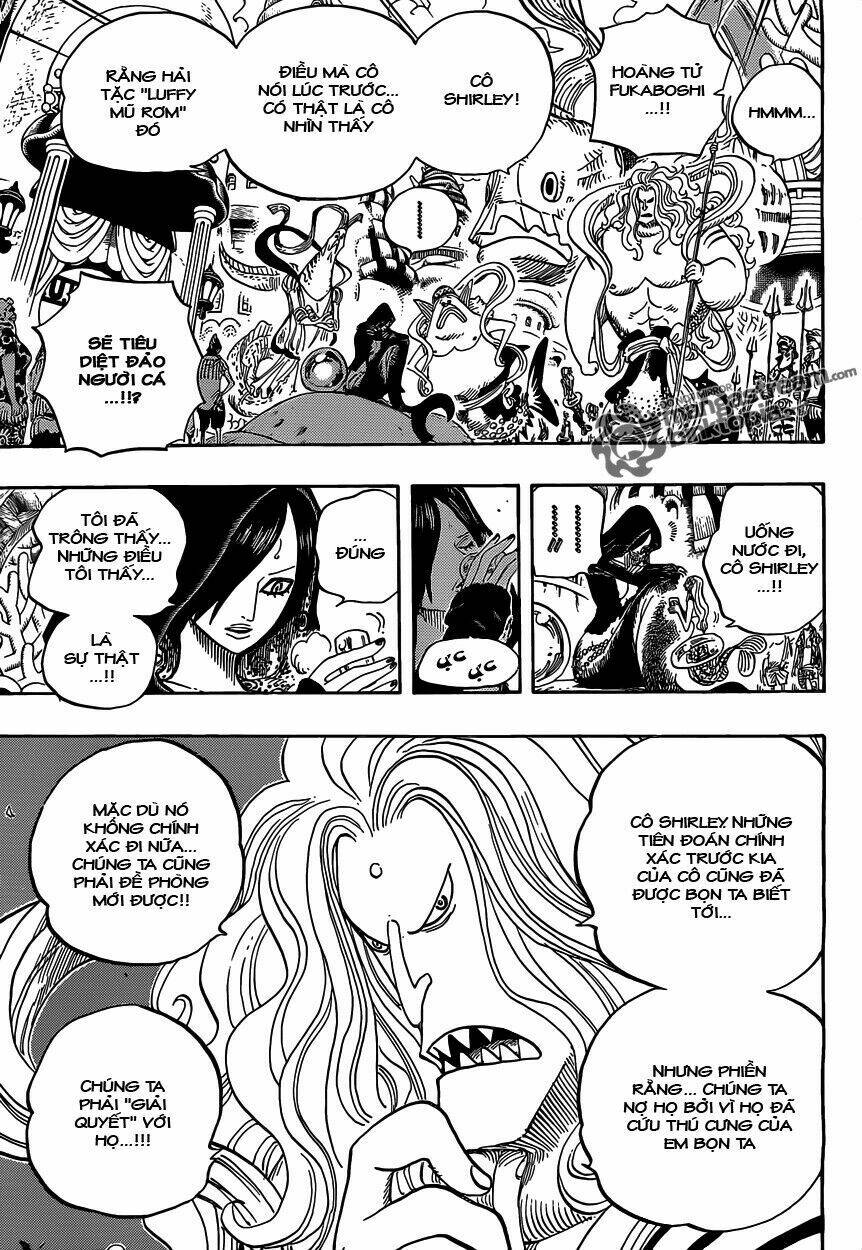 HMMM...
HOÀNG TỬ
FUKABOSHI
...!!
CÔ
SHIRLEY!
ĐIỀU MÀ CÔ
NÓI LÚC TRƯỚC...
CÓ THẬT LÀ CÔ
NHÌN THẤY
RẰNG HẢI
TẶC "LUFFY
MŨ RƠM"
ĐÓ
SẼ TIÊU
DIỆT ĐẢO
NGƯỜI CÁ
...!!?
mangastream.com
UỐNG
NƯỚC ĐI,
CÔ SHIRLEY
...!!
ỰC
ỰC
...
ĐÚNG
TÔI ĐÃ
TRÔNG THẤY...
NHỮNG ĐIỀU
TÔI THẤY...
LÀ
SỰ THẬT
...!!
CÔ SHIRLEY. NHỮNG
TIÊN ĐOÁN CHÍNH
XÁC TRƯỚC KIA
CỦA CÔ CŨNG ĐÃ
ĐƯỢC BỌN TA BIẾT
TỚI...
NHƯNG PHIỀN
RẰNG... CHÚNG TA
NỢ HỌ BỞI VÌ HỌ ĐÃ
CỨU THÚ CƯNG CỦA
EM BỌN TA
MẶC DÙ NÓ
KHÔNG CHÍNH
XÁC ĐI NỮA...
CHÚNG TA CŨNG
PHẢI ĐỀ PHÒNG
MỚI ĐƯỢC!!
CHÚNG TA
PHẢI "GIẢI
QUYẾT" VỚI
HỌ...!!!